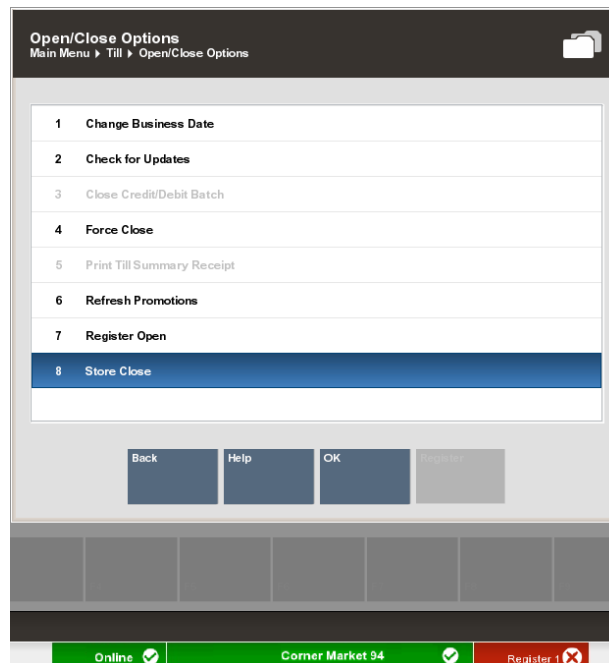 Open/Close Options
Main Menu ▸ Till ▸ Open/Close Options
1 Change Business Date
2 Check for Updates
3 Close Credit/Debit Batch
4 Force Close
5 Print Till Summary Receipt
6 Refresh Promotions
7 Register Open
8 Store Close
Back Help OK Register
Online Corner Market 94 Register 1